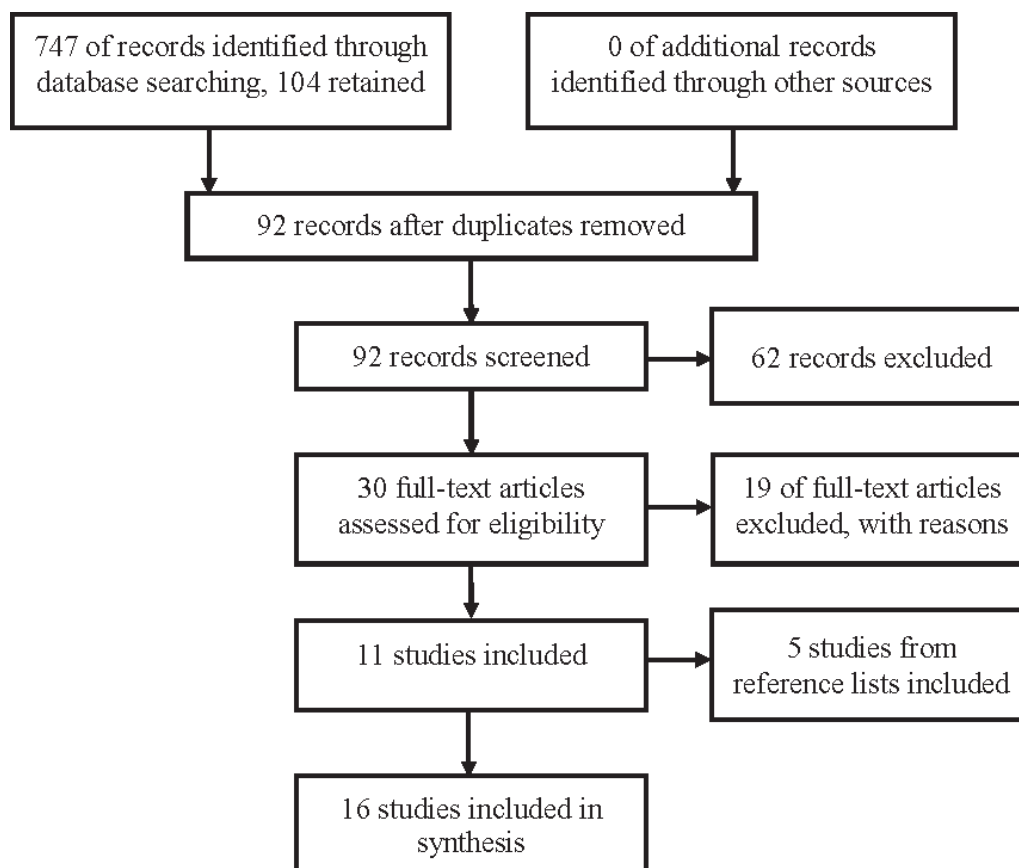 747 of records identified through
database searching, 104 retained
0 of additional records
identified through other sources
92 records after duplicates removed
92 records screened
62 records excluded
30 full-text articles
assessed for eligibility
19 of full-text articles
excluded, with reasons
11 studies included
5 studies from
reference lists included
16 studies included in
synthesis